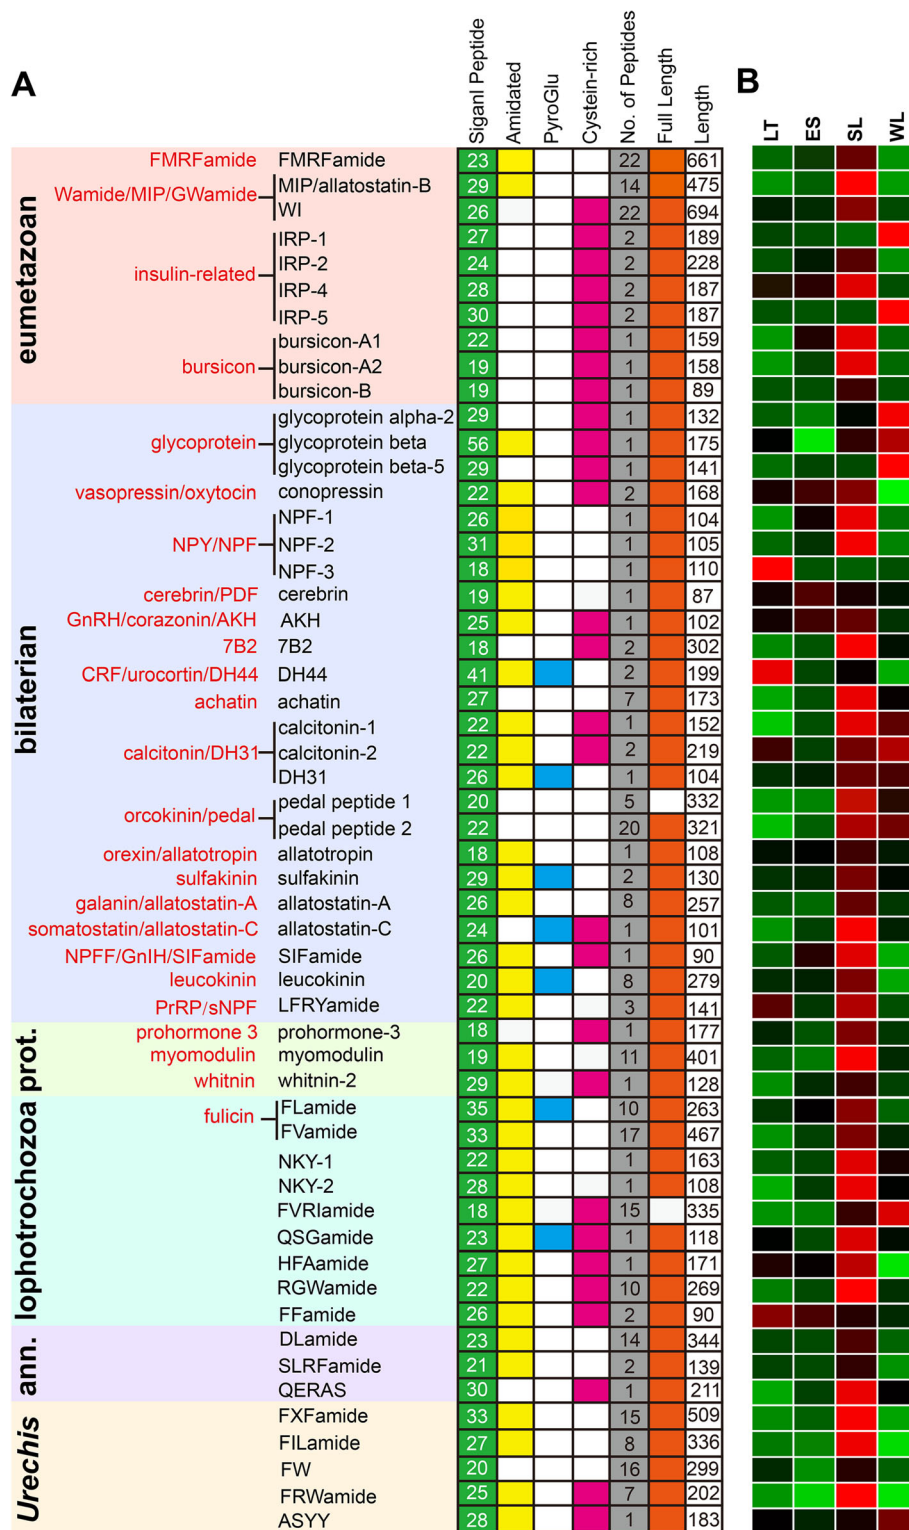 A
Siganl Peptide Amidated PyroGlu Cystein-rich No. of Peptides Full Length Length
B
LT ES SL WL
eumetazoan
FMRFamide FMRFamide 23 22 661
Wamide/MIP/GWamide MIP/allatostatin-B 29 14 475
WI 26 22 694
insulin-related IRP-1 27 2 189
IRP-2 24 2 228
IRP-4 28 2 187
IRP-5 30 2 187
bursicon bursicon-A1 22 1 159
bursicon-A2 19 1 158
bursicon-B 19 1 89
bilaterian
glycoprotein glycoprotein alpha-2 29 1 132
glycoprotein beta 56 1 175
glycoprotein beta-5 29 1 141
vasopressin/oxytocin conopressin 22 2 168
NPY/NPF NPF-1 26 1 104
NPF-2 31 1 105
NPF-3 18 1 110
cerebrin/PDF cerebrin 19 1 87
GnRH/corazonin/AKH AKH 25 1 102
7B2 7B2 18 2 302
CRF/urocortin/DH44 DH44 41 2 199
achatin achatin 27 7 173
calcitonin/DH31 calcitonin-1 22 1 152
calcitonin-2 22 2 219
DH31 26 1 104
orcokinin/pedal pedal peptide 1 20 5 332
pedal peptide 2 22 20 321
orexin/allatotropin allatotropin 18 1 108
sulfakinin sulfakinin 29 2 130
galanin/allatostatin-A allatostatin-A 26 8 257
somatostatin/allatostatin-C allatostatin-C 24 1 101
NPFF/GnIH/SIFamide SIFamide 26 1 90
leucokinin leucokinin 20 8 279
PrRP/sNPF LFRYamide 22 3 141
prot.
prohormone 3 prohormone-3 18 1 177
myomodulin myomodulin 19 11 401
whitnin whitnin-2 29 1 128
lophotrochozoa
fulicin FLamide 35 10 263
FVamide 33 17 467
NKY-1 22 1 163
NKY-2 28 1 108
FVRIamide 18 15 335
QSGamide 23 1 118
HFAamide 27 1 171
RGWamide 22 10 269
FFamide 26 2 90
ann.
DLamide 23 14 344
SLRFamide 21 2 139
QERAS 30 1 211
Urechis
FXFamide 33 15 509
FILamide 27 8 336
FW 20 16 299
FRWamide 25 7 202
ASYY 28 1 183